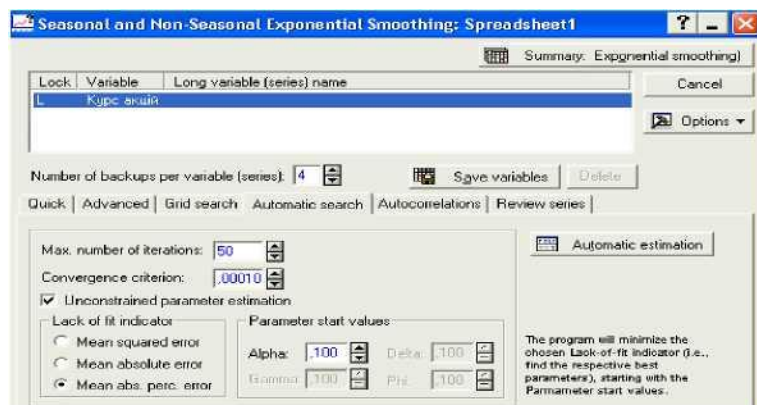 Seasonal and Non-Seasonal Exponential Smoothing: Spreadsheet1
Summary: Exponential smoothing)
Lock Variable Long variable (series) name
Cancel
L Курс акцій
Options
Number of backups per variable (series): 4 Save variables Delete
Quick Advanced Grid search Automatic search Autocorrelations Review series
Max. number of iterations: 50
Automatic estimation
Convergence criterion: ,00010
Unconstrained parameter estimation
Lack of fit indicator
Mean squared error
Mean absolute error
Mean abs. perc. error
Parameter start values
Alpha: ,100 Delta: ,100
Gamma: ,100 Phi: ,100
The program will minimize the
chosen Lack-of-fit indicator (i.e.,
find the respective best
parameters), starting with the
Parmameter start values.